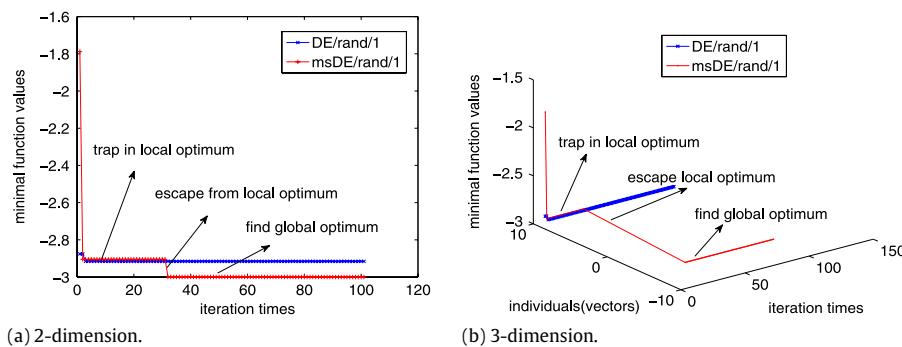 −1.6
−1.8
−2
−2.2
−2.4
−2.6
−2.8
−3
0 20 40 60 80 100 120
minimal function values
iteration times
DE/rand/1
msDE/rand/1
trap in local optimum
escape from local optimum
find global optimum
(a) 2-dimension.
−1.5
−2
−2.5
−3
10
0
−10
0
50
100
150
minimal function values
individuals(vectors)
iteration times
DE/rand/1
msDE/rand/1
trap in local optimum
escape local optimum
find global optimum
(b) 3-dimension.